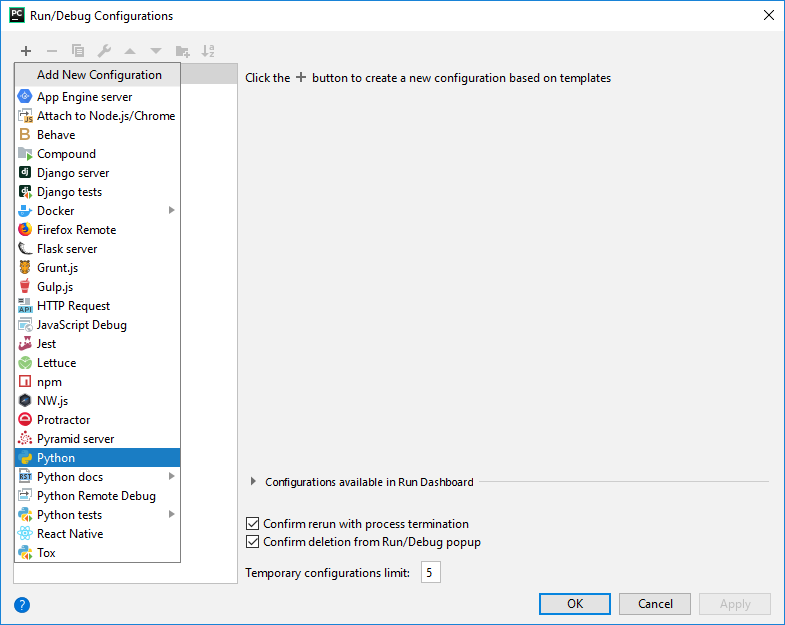 PC
Run/Debug Configurations
Add New Configuration
Click the + button to create a new configuration based on templates
App Engine server
Attach to Node.js/Chrome
Behave
Compound
Django server
Django tests
Docker
Firefox Remote
Flask server
Grunt.js
Gulp.js
HTTP Request
JavaScript Debug
Jest
Lettuce
npm
NW.js
Protractor
Pyramid server
Python
Python docs
Python Remote Debug
Python tests
React Native
Tox
Configurations available in Run Dashboard
Confirm rerun with process termination
Confirm deletion from Run/Debug popup
Temporary configurations limit: 5
?
OK Cancel Apply